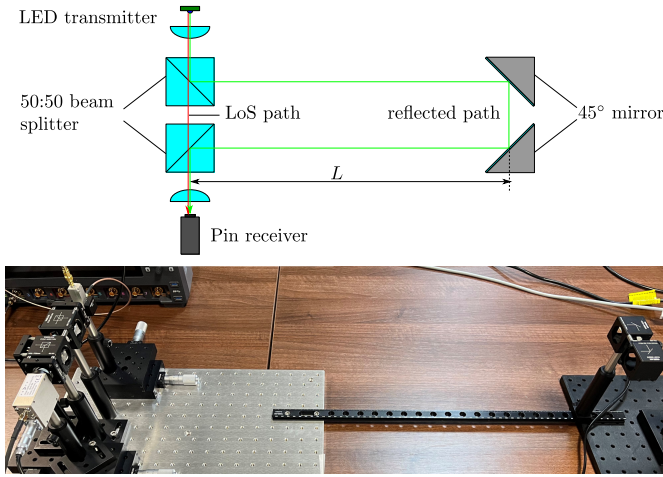 LED transmitter
50:50 beam
splitter
LoS path
reflected path
45° mirror
L
Pin receiver